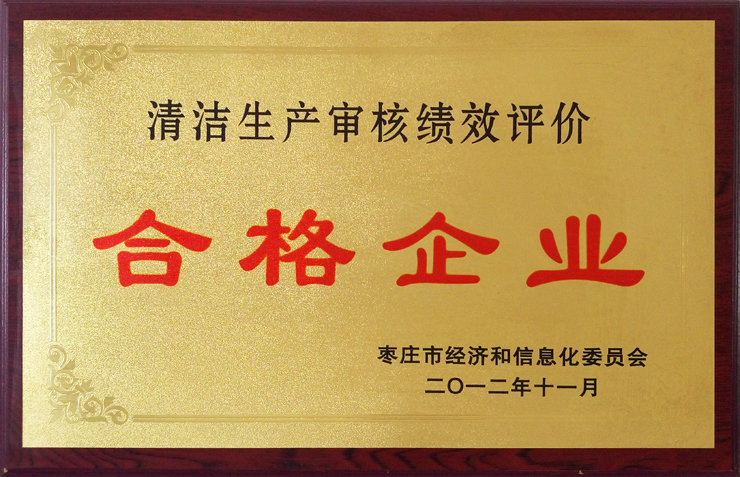 清洁生产审核绩效评价
合格企业
枣庄市经济和信息化委员会
二〇一二年十一月